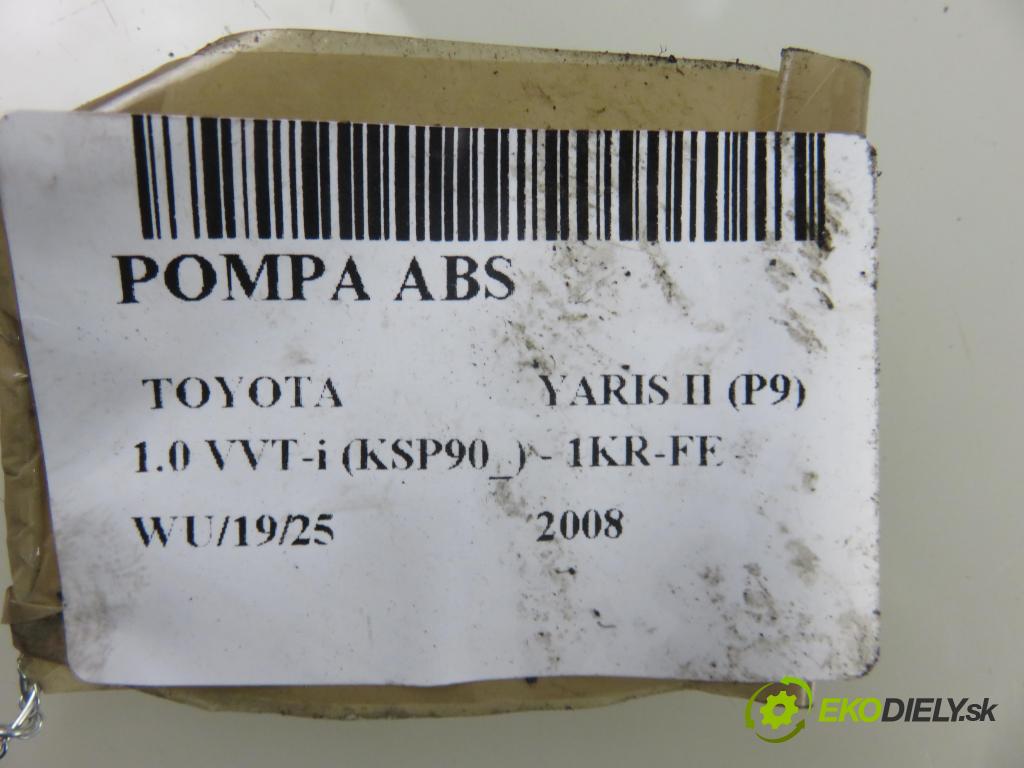 POMPA ABS
TOYOTA YARIS II (P9)
1.0 VVT-i (KSP90_) - 1KR-FE -
WU/19/25 2008
EKODIELY.sk